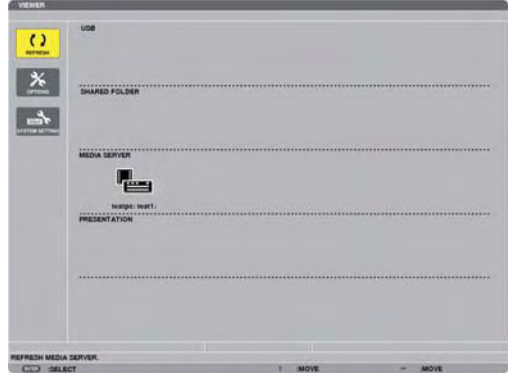 VIEWER
REFRESH
OPTIONS
SYSTEM SETTING
USB
SHARED FOLDER
MEDIA SERVER
PRESENTATION
REFRESH MEDIA SERVER.
ENTER :SELECT
:MOVE
:MOVE